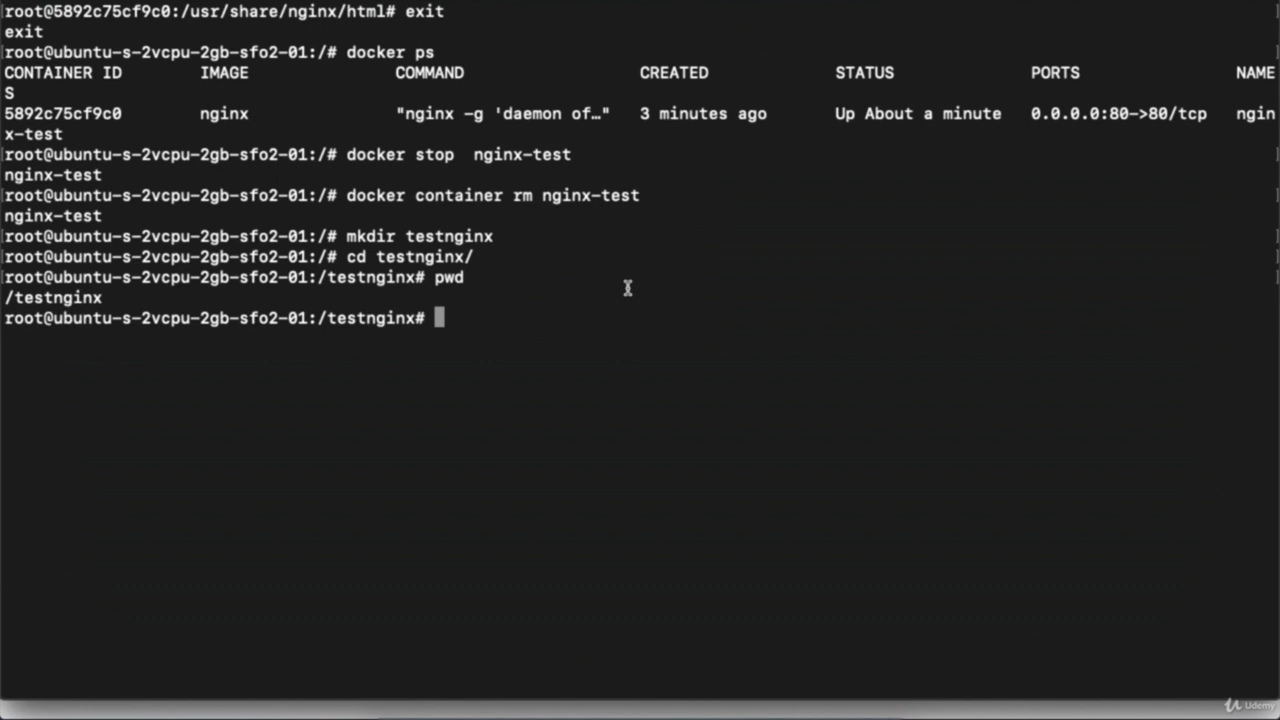 root@5892c75cf9c0:/usr/share/nginx/html# exit
exit
root@ubuntu-s-2vcpu-2gb-sfo2-01:/# docker ps
CONTAINER ID        IMAGE               COMMAND                  CREATED             STATUS              PORTS                NAME
S
5892c75cf9c0        nginx               "nginx -g 'daemon of…"   3 minutes ago       Up About a minute   0.0.0.0:80->80/tcp   ngin
x-test
root@ubuntu-s-2vcpu-2gb-sfo2-01:/# docker stop  nginx-test
nginx-test
root@ubuntu-s-2vcpu-2gb-sfo2-01:/# docker container rm nginx-test
nginx-test
root@ubuntu-s-2vcpu-2gb-sfo2-01:/# mkdir testnginx
root@ubuntu-s-2vcpu-2gb-sfo2-01:/# cd testnginx/
root@ubuntu-s-2vcpu-2gb-sfo2-01:/testnginx# pwd
/testnginx
root@ubuntu-s-2vcpu-2gb-sfo2-01:/testnginx#
Udemy